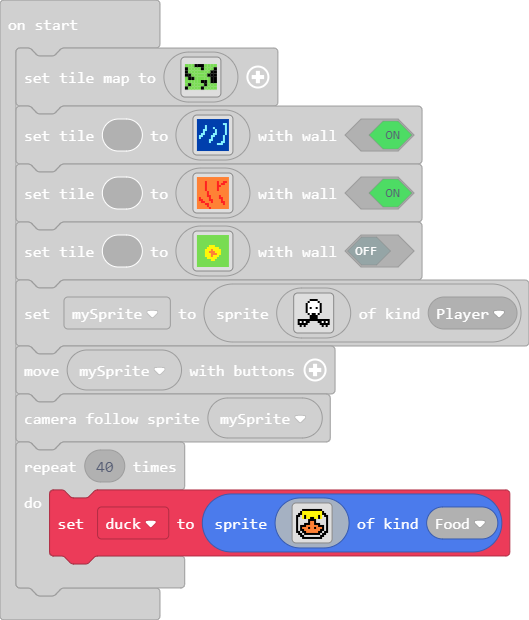 on start
set tile map to
set tile to with wall ON
set tile to with wall ON
set tile to with wall OFF
set mySprite to sprite of kind Player
move mySprite with buttons
camera follow sprite mySprite
repeat 40 times
do
set duck to sprite of kind Food